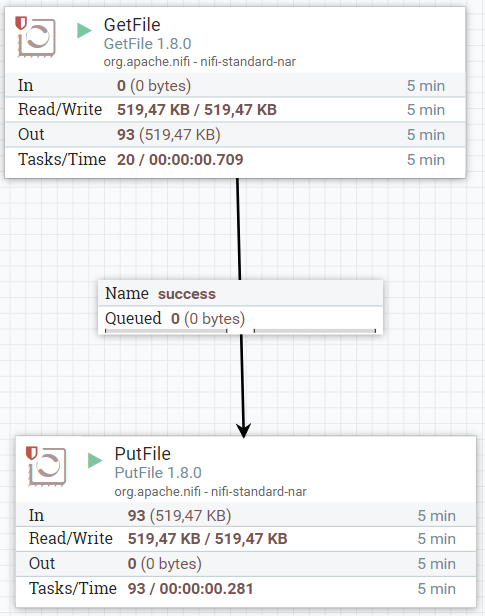 GetFile
GetFile 1.8.0
org.apache.nifi - nifi-standard-nar
In 0 (0 bytes) 5 min
Read/Write 519,47 KB / 519,47 KB 5 min
Out 93 (519,47 KB) 5 min
Tasks/Time 20 / 00:00:00.709 5 min
Name success
Queued 0 (0 bytes)
PutFile
PutFile 1.8.0
org.apache.nifi - nifi-standard-nar
In 93 (519,47 KB) 5 min
Read/Write 519,47 KB / 519,47 KB 5 min
Out 0 (0 bytes) 5 min
Tasks/Time 93 / 00:00:00.281 5 min